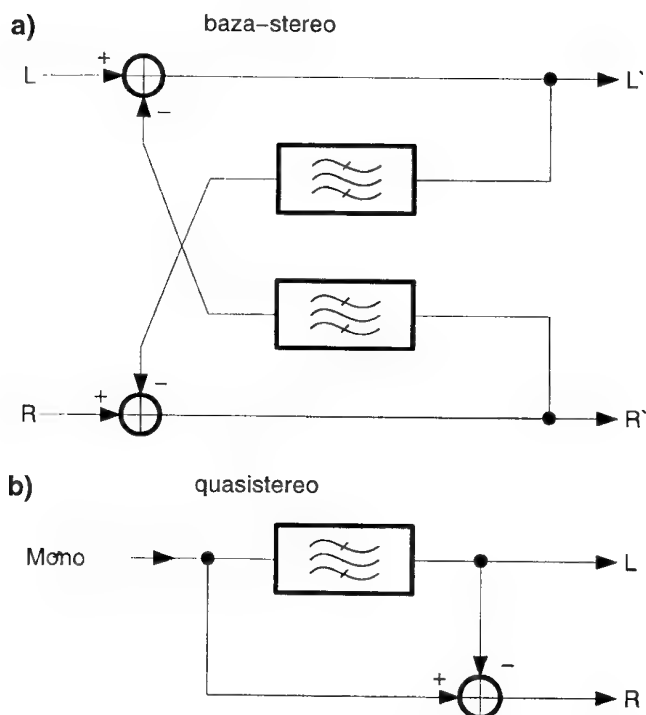 a)
baza–stereo
L
+
–
L`
R
+
–
R`
b)
quasistereo
Mono
L
–
+
R